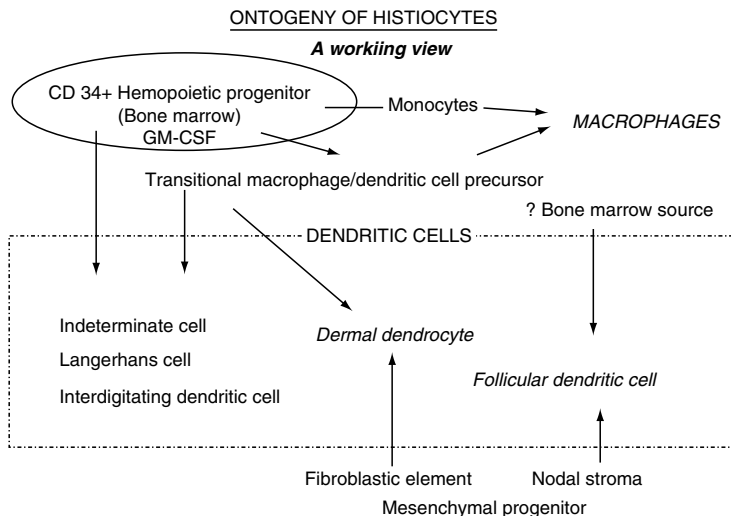 ONTOGENY OF HISTIOCYTES
A workiing view
CD 34+ Hemopoietic progenitor
(Bone marrow)
GM-CSF
Monocytes
MACROPHAGES
Transitional macrophage/dendritic cell precursor
? Bone marrow source
DENDRITIC CELLS
Indeterminate cell
Langerhans cell
Interdigitating dendritic cell
Dermal dendrocyte
Follicular dendritic cell
Fibroblastic element
Nodal stroma
Mesenchymal progenitor